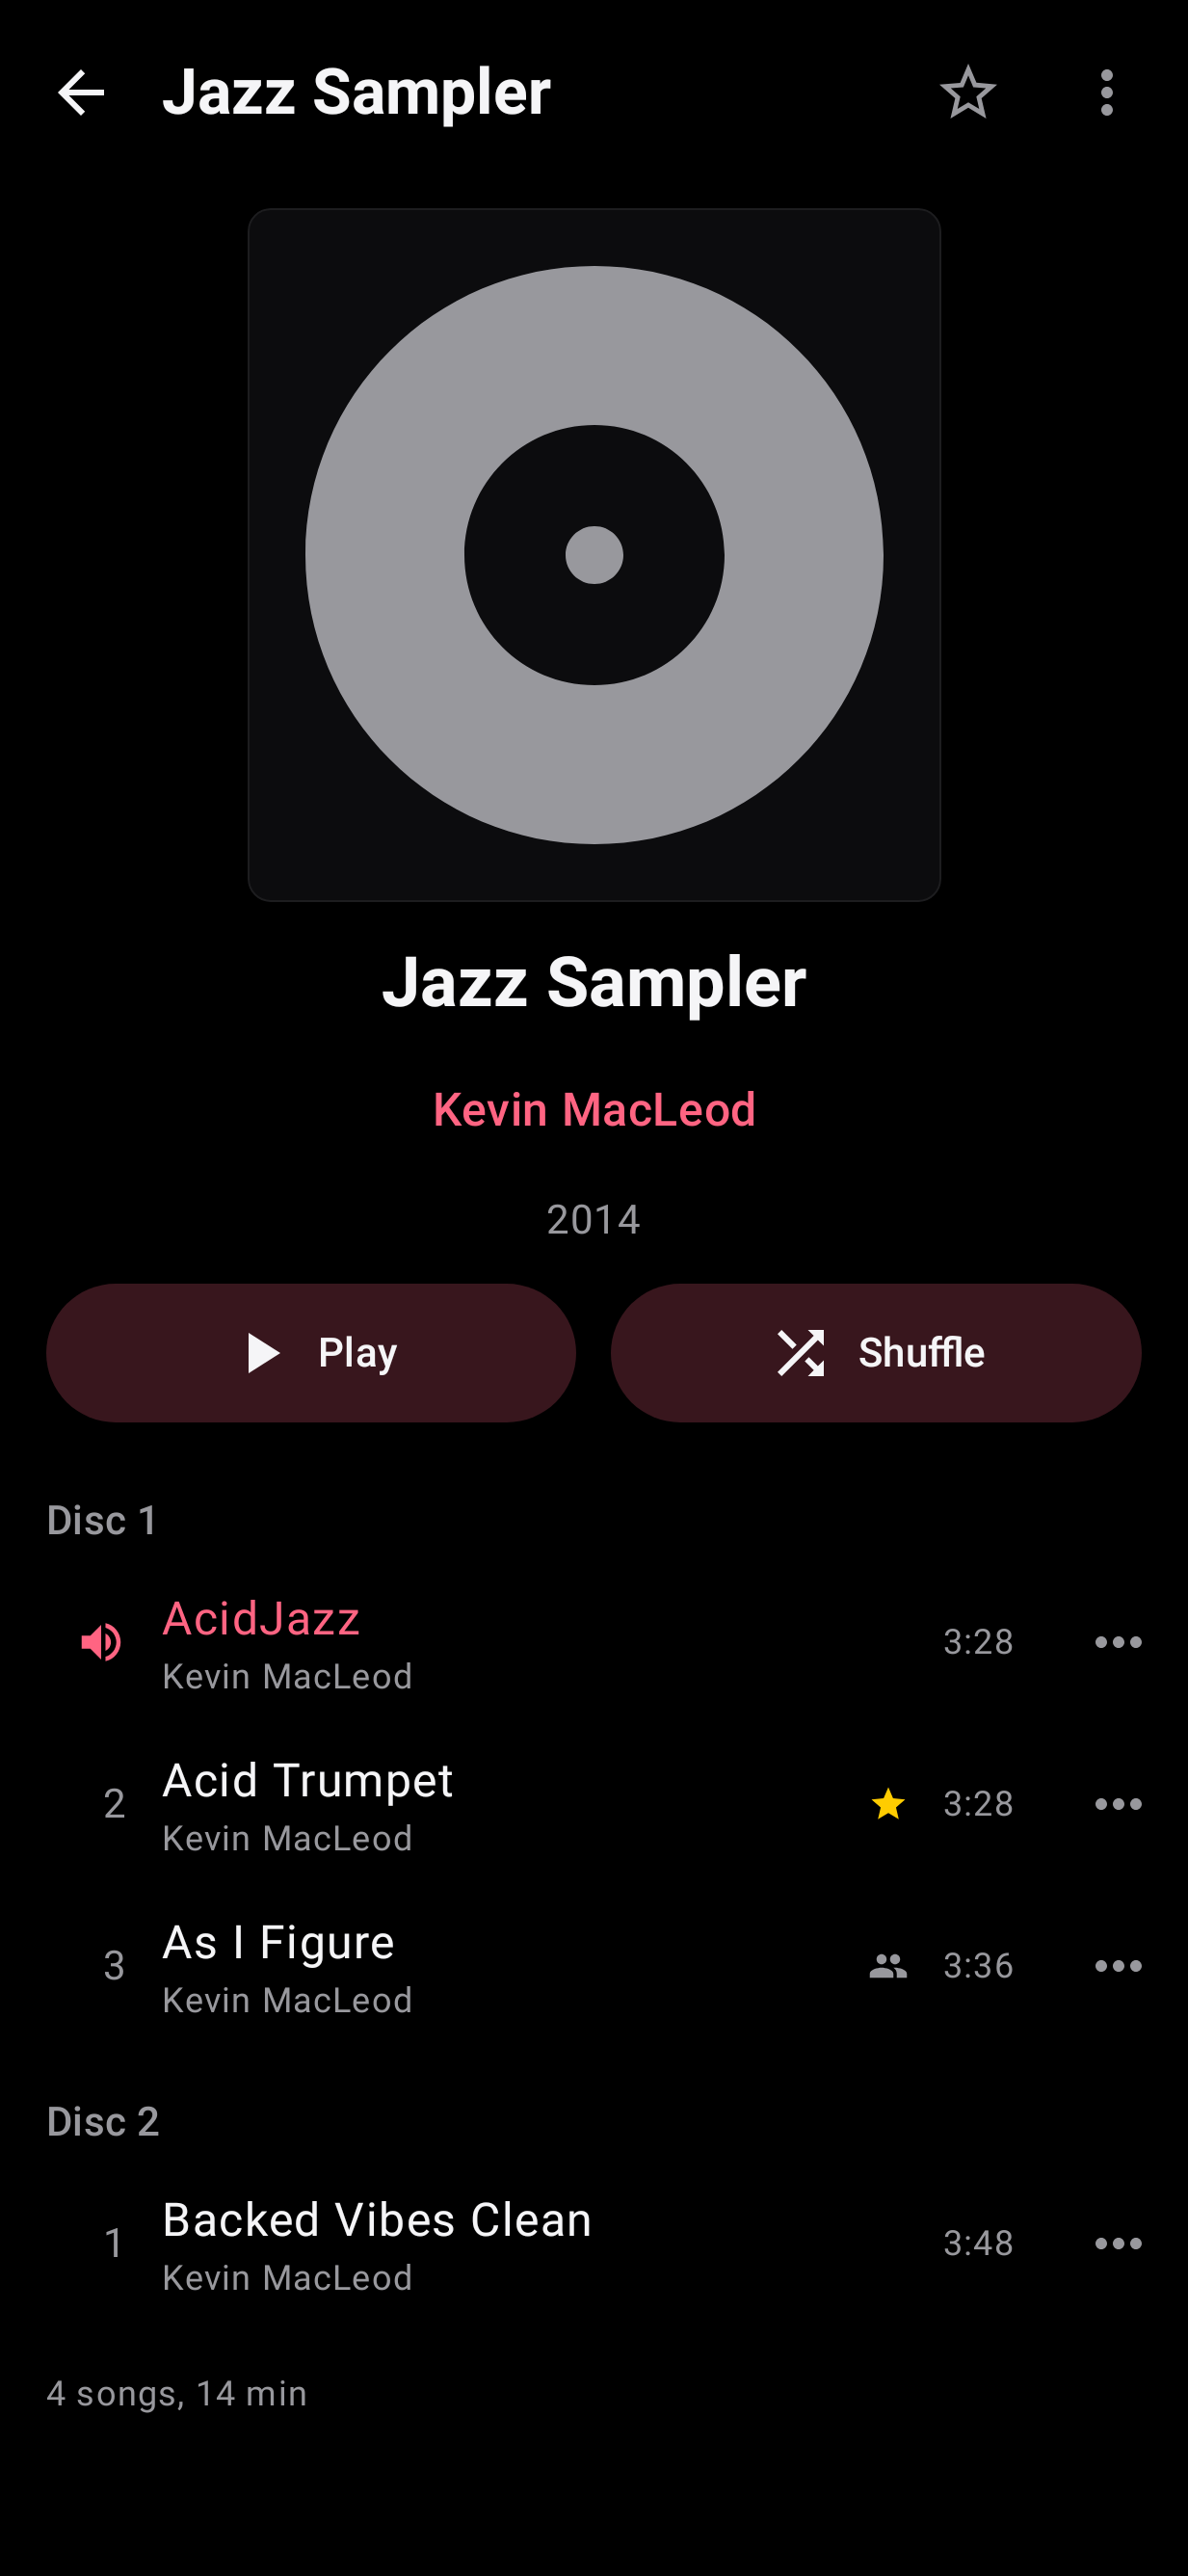 Jazz Sampler
Jazz Sampler
Kevin MacLeod
2014
Play
Shuffle
Disc 1
AcidJazz
Kevin MacLeod
3:28
2
Acid Trumpet
Kevin MacLeod
3:28
3
As I Figure
Kevin MacLeod
3:36
Disc 2
1
Backed Vibes Clean
Kevin MacLeod
3:48
4 songs, 14 min